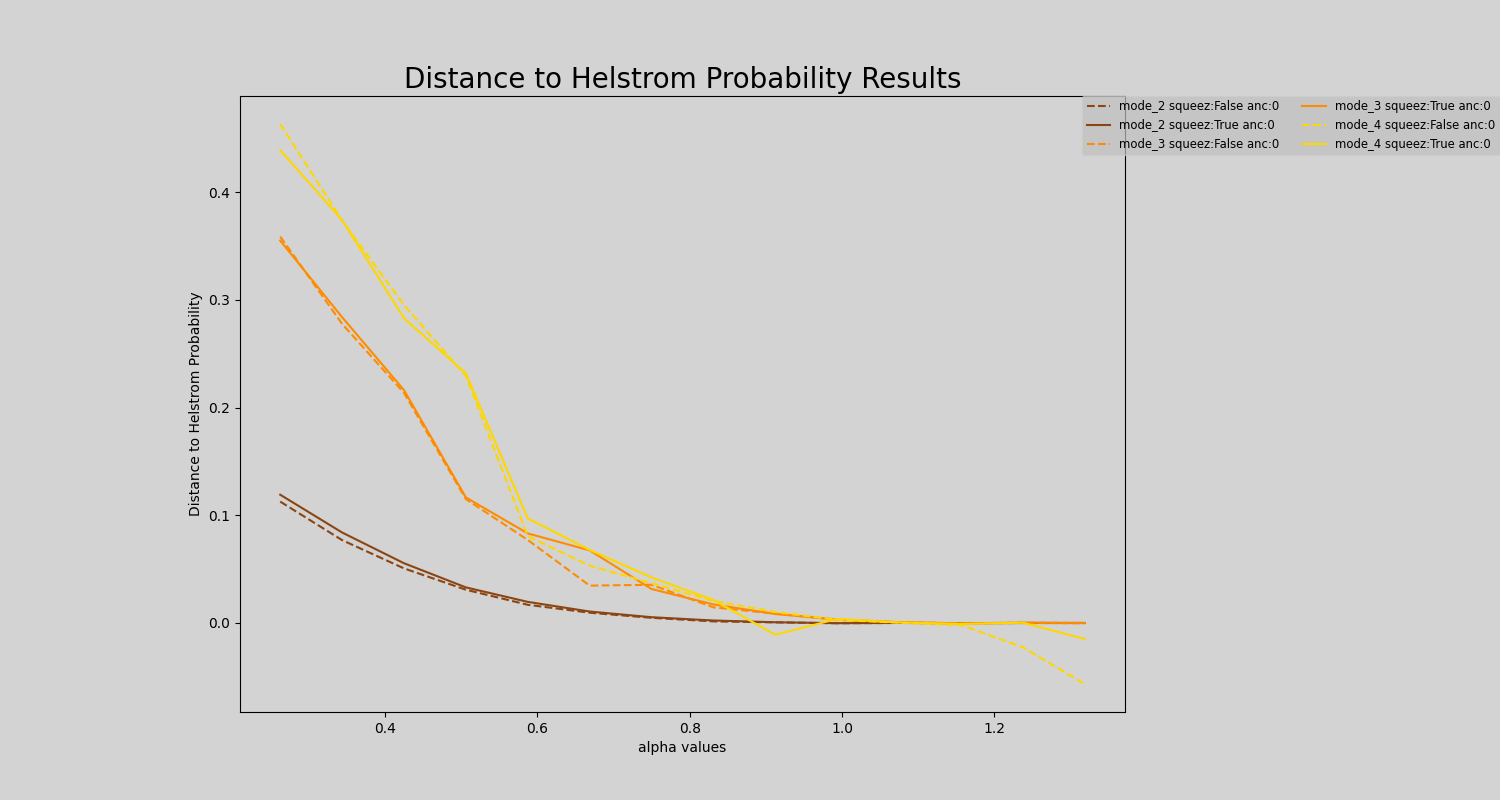 Distance to Helstrom Probability Results
mode_2 squeez:False anc:0
mode_2 squeez:True anc:0
mode_3 squeez:False anc:0
mode_3 squeez:True anc:0
mode_4 squeez:False anc:0
mode_4 squeez:True anc:0
Distance to Helstrom Probability
0.4
0.3
0.2
0.1
0.0
0.4
0.6
0.8
1.0
1.2
alpha values